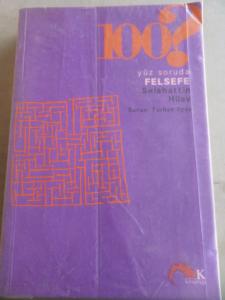 100?
yüz soruda
FELSEFE
Selahattin
Hilav
Sunan: Turhan Ilgaz
K